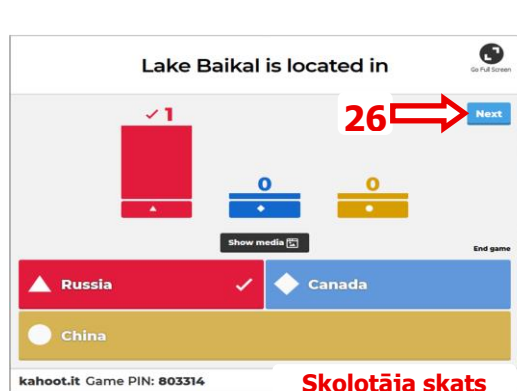 Lake Baikal is located in
Go Full Screen
1
26
Next
0
0
Show media
End game
Russia
Canada
China
kahoot.it Game PIN: 803314
Skolotāja skats